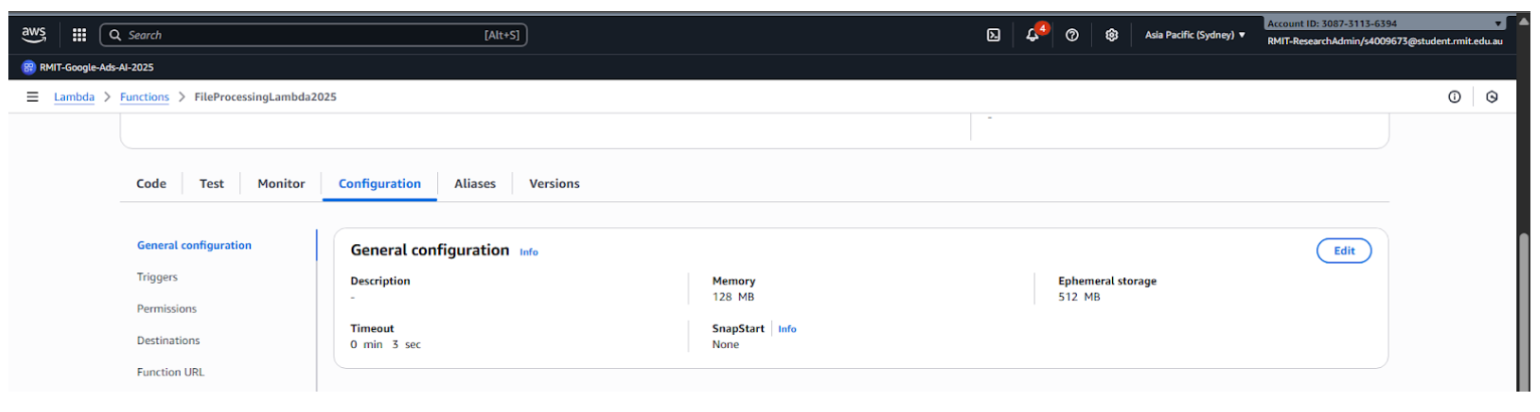 aws
Search [Alt+S]
4
Asia Pacific (Sydney)
Account ID: 3087-3113-6394
RMIT-ResearchAdmin/s4009673@student.rmit.edu.au
RMIT-Google-Ads-AI-2025
Lambda > Functions > FileProcessingLambda2025
-
Code Test Monitor Configuration Aliases Versions
General configuration
Triggers
Permissions
Destinations
Function URL
General configuration Info
Edit
Description
-
Memory
128 MB
Ephemeral storage
512 MB
Timeout
0 min 3 sec
SnapStart Info
None